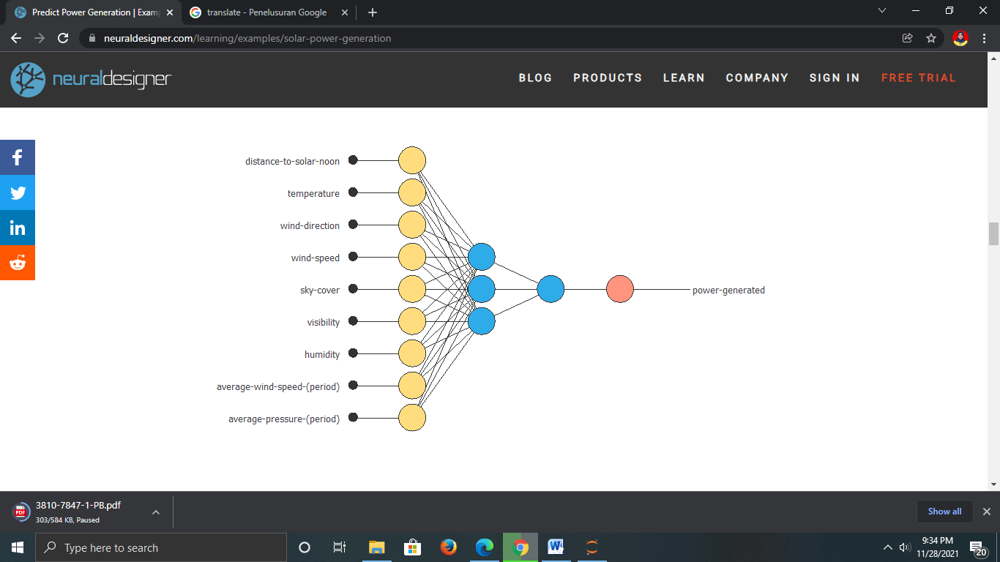 Predict Power Generation | Exam
translate - Penelusuran Google
neuraldesigner.com/learning/examples/solar-power-generation
neuraldesigner
BLOG PRODUCTS LEARN COMPANY SIGN IN FREE TRIAL
distance-to-solar-noon
temperature
wind-direction
wind-speed
sky-cover
power-generated
visibility
humidity
average-wind-speed-(period)
average-pressure-(period)
f
in
PDF
3810-7847-1-PB.pdf
303/584 KB, Paused
Show all
Type here to search
W
9:34 PM
11/28/2021
20